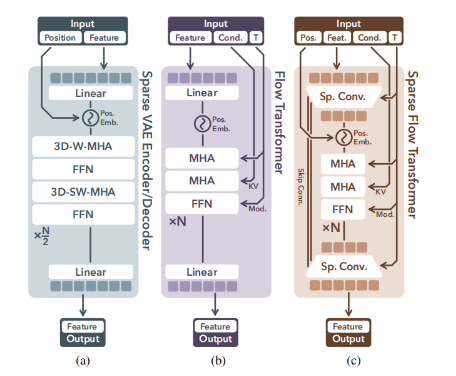 Input
Position Feature
Linear
Pos.
Emb.
3D-W-MHA
FFN
3D-SW-MHA
FFN
×N/2
Linear
Feature
Output
Sparse VAE Encoder/Decoder
(a)
Input
Feature Cond. T
Linear
Pos.
Emb.
MHA
MHA
KV
FFN
Mod.
×N
Linear
Feature
Output
Flow Transformer
(b)
Input
Pos. Feat. Cond. T
Sp. Conv.
Pos.
Emb.
MHA
MHA
KV
FFN
Mod.
×N
Skip Conn.
Sp. Conv.
Feature
Output
Sparse Flow Transformer
(c)